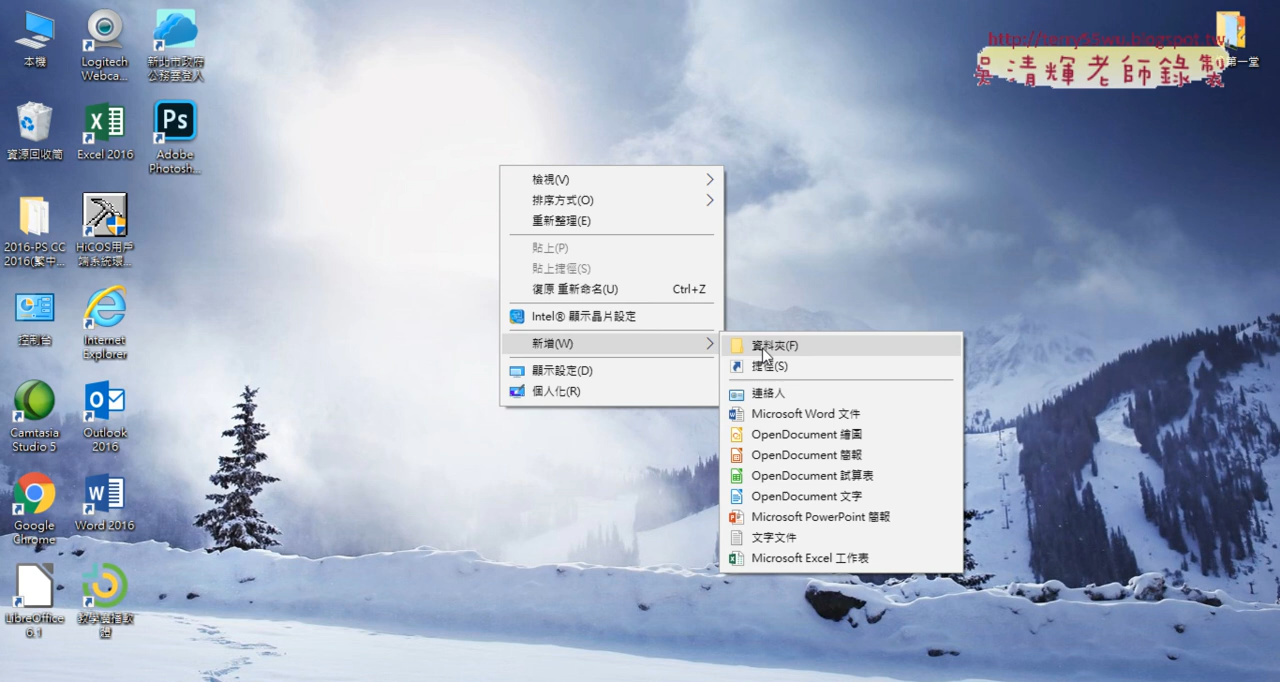 本機
Logitech
Webca...
新北市政府
公務雲登入
資源回收筒
Excel 2016
Adobe
Photosh...
2016-PS CC
2016(繁中...
HiCOS用戶
端系統環...
控制台
Internet
Explorer
Camtasia
Studio 5
Outlook
2016
Google
Chrome
Word 2016
LibreOffice
6.1
教學廣播軟
體
http://terry55wu.blogspot.tw
吳清輝老師錄製
第一堂
檢視(V)
排序方式(O)
重新整理(E)
貼上(P)
貼上捷徑(S)
復原 重新命名(U) Ctrl+Z
Intel® 顯示晶片設定
新增(W)
顯示設定(D)
個人化(R)
資料夾(F)
捷徑(S)
連絡人
Microsoft Word 文件
OpenDocument 繪圖
OpenDocument 簡報
OpenDocument 試算表
OpenDocument 文字
Microsoft PowerPoint 簡報
文字文件
Microsoft Excel 工作表